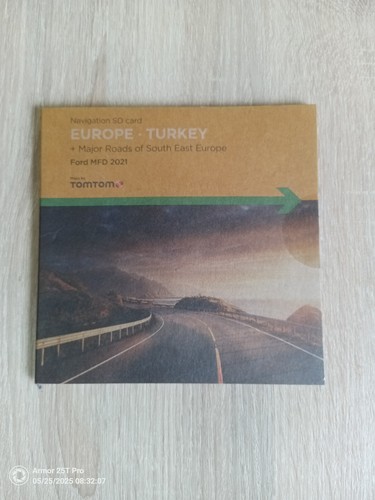 Navigation SD card
EUROPE · TURKEY
+ Major Roads of South East Europe
Ford MFD 2021
Maps by
TOMTOM
Armor 25T Pro
05/25/2025 08:32:07